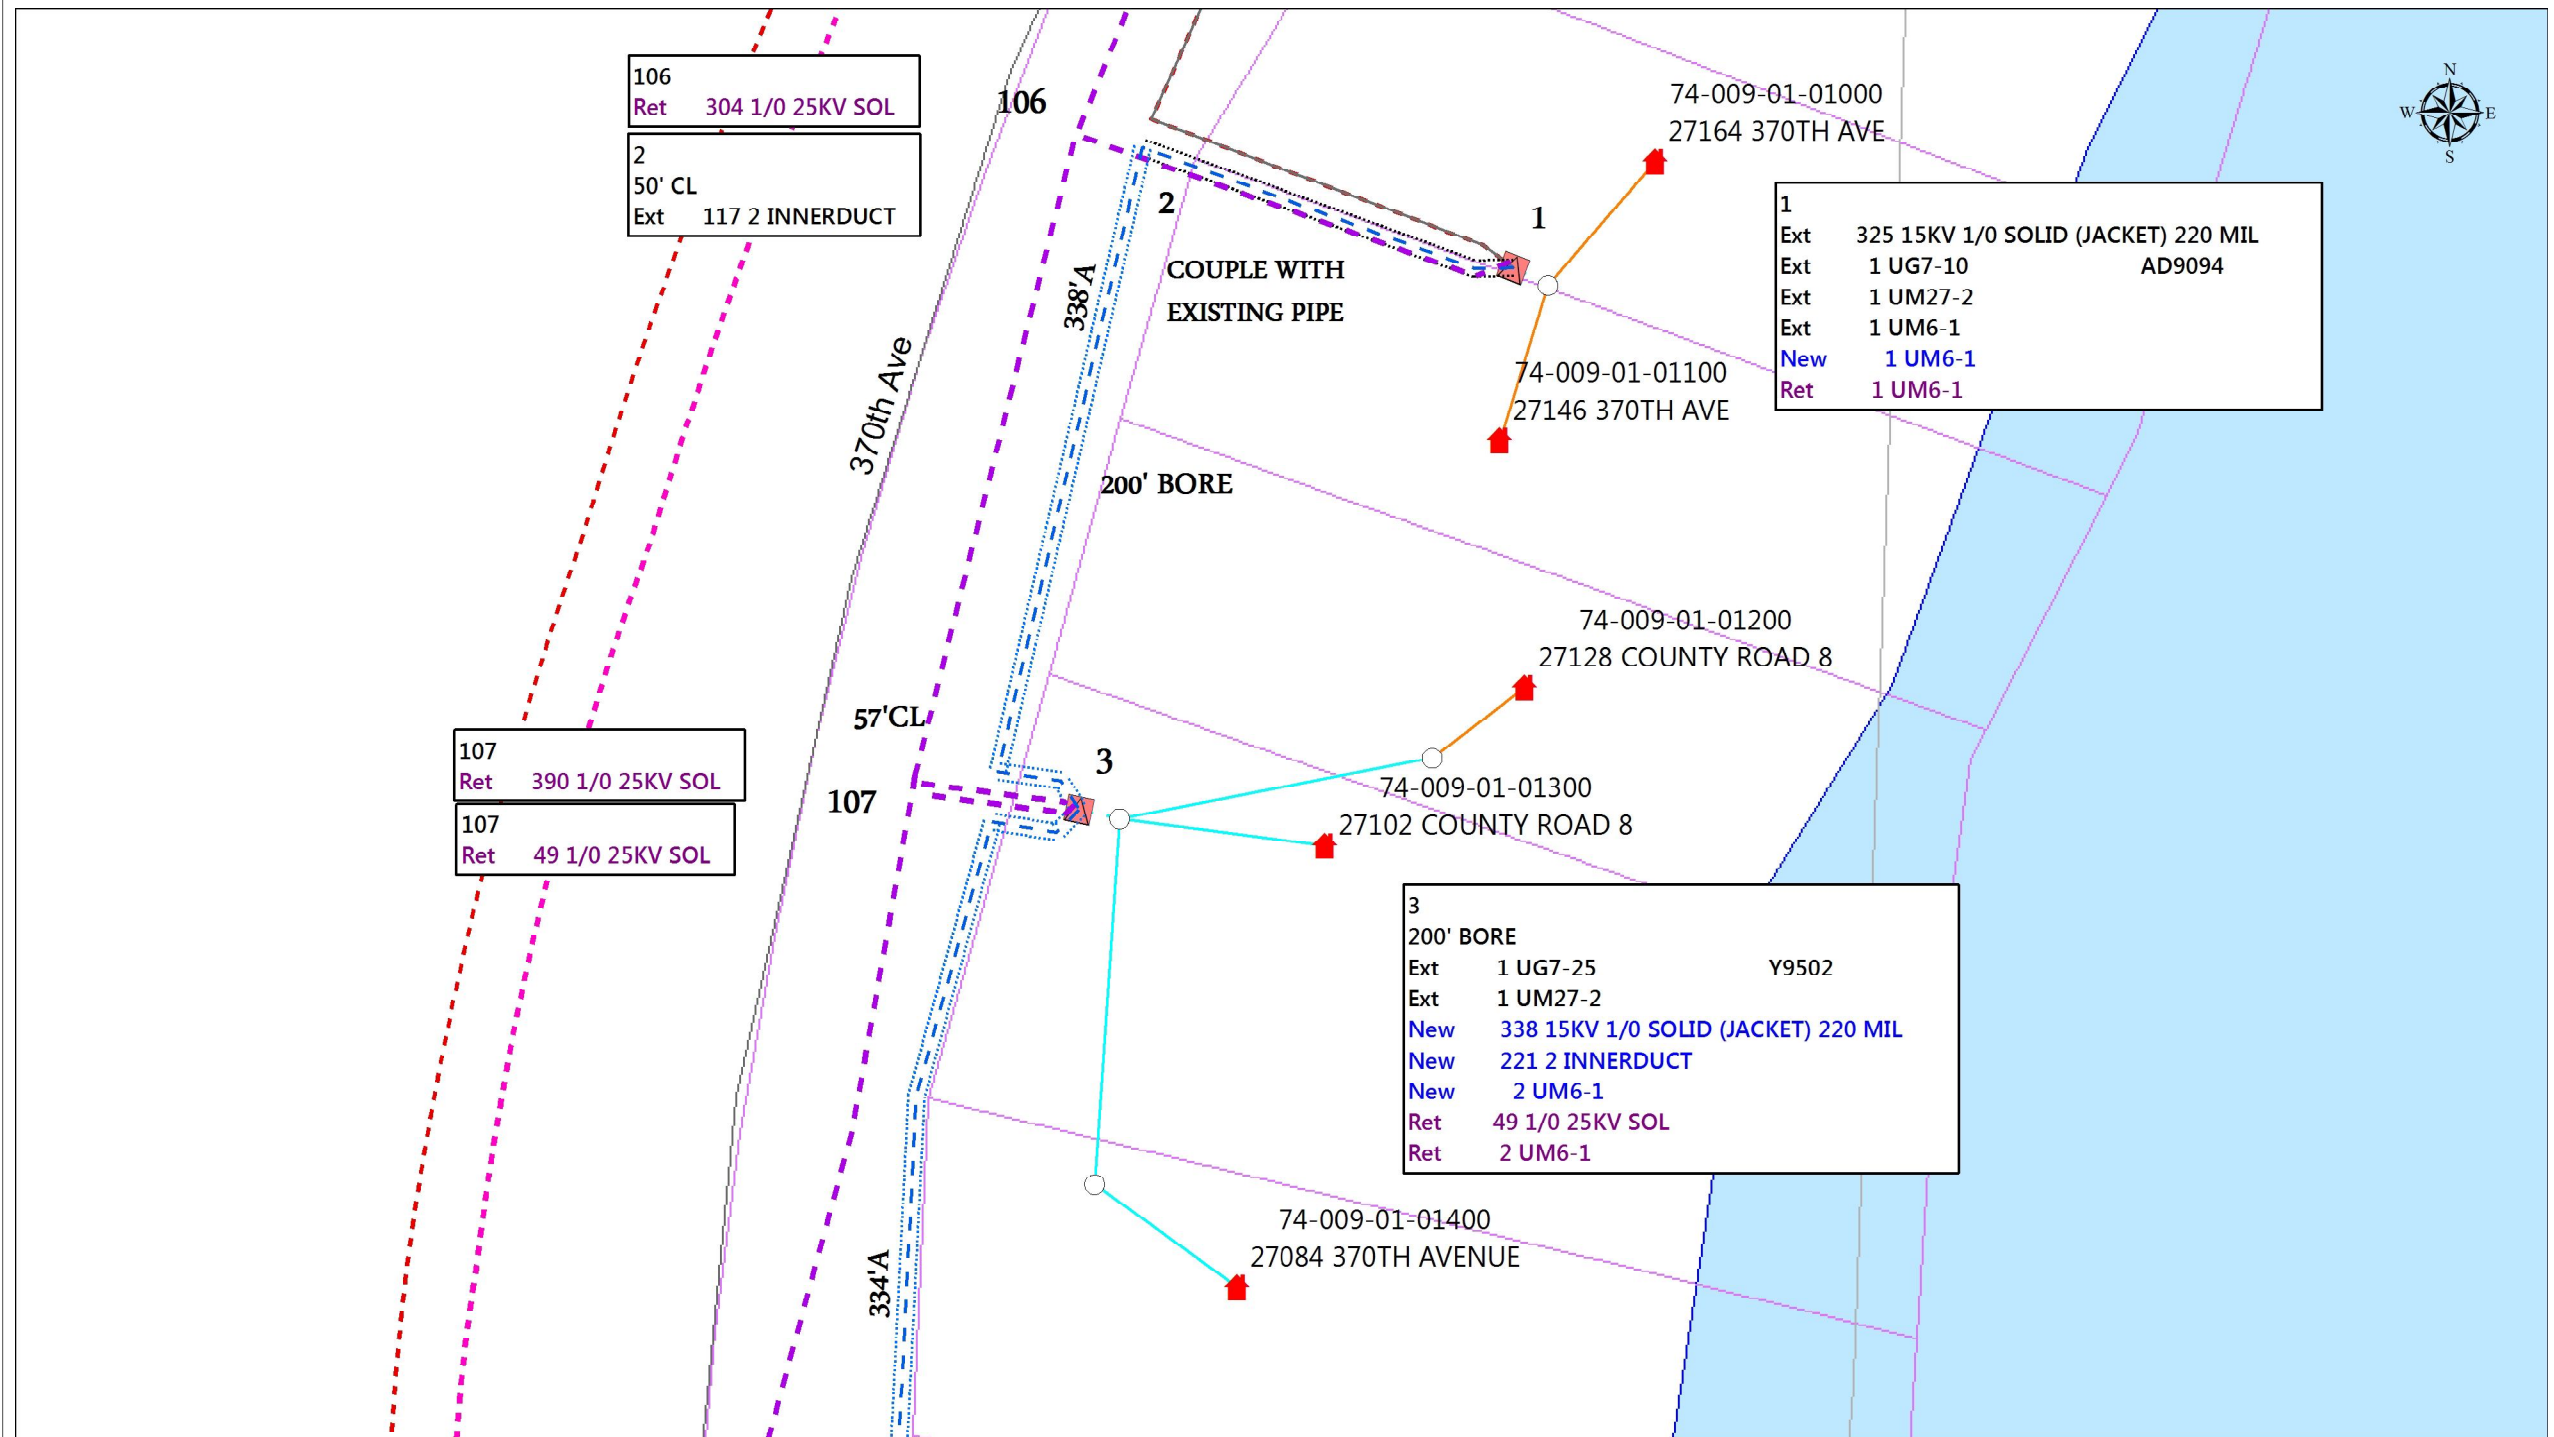 106
Ret 304 1/0 25KV SOL
2
50' CL
Ext 117 2 INNERDUCT
106
2
COUPLE WITH
EXISTING PIPE
338'A
370th Ave
200' BORE
1
74-009-01-01000
27164 370TH AVE
N
W E
S
1
Ext 325 15KV 1/0 SOLID (JACKET) 220 MIL
Ext 1 UG7-10 AD9094
Ext 1 UM27-2
Ext 1 UM6-1
New 1 UM6-1
Ret 1 UM6-1
74-009-01-01100
27146 370TH AVE
74-009-01-01200
27128 COUNTY ROAD 8
57'CL
107
3
107
Ret 390 1/0 25KV SOL
107
Ret 49 1/0 25KV SOL
74-009-01-01300
27102 COUNTY ROAD 8
3
200' BORE
Ext 1 UG7-25 Y9502
Ext 1 UM27-2
New 338 15KV 1/0 SOLID (JACKET) 220 MIL
New 221 2 INNERDUCT
New 2 UM6-1
Ret 49 1/0 25KV SOL
Ret 2 UM6-1
74-009-01-01400
27084 370TH AVENUE
334'A